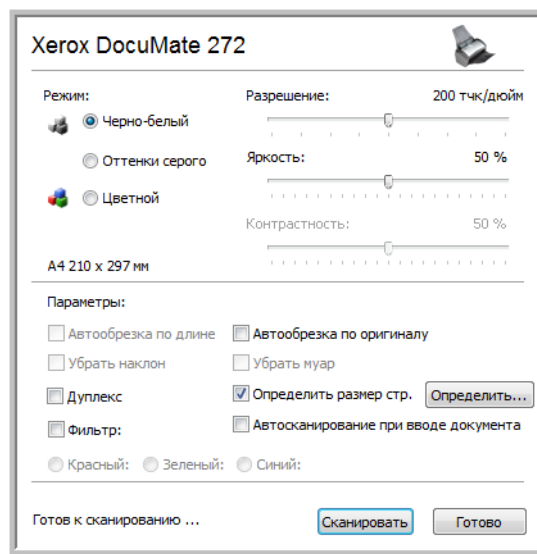 Xerox DocuMate 272
Режим:
Черно-белый
Оттенки серого
Цветной
A4 210 x 297 мм
Разрешение: 200 тчк/дюйм
Яркость: 50 %
Контрастность: 50 %
Параметры:
Автообрезка по длине Автообрезка по оригиналу
Убрать наклон Убрать муар
Дуплекс Определить размер стр. Определить...
Фильтр: Автосканирование при вводе документа
Красный: Зеленый: Синий:
Готов к сканированию ... Сканировать Готово